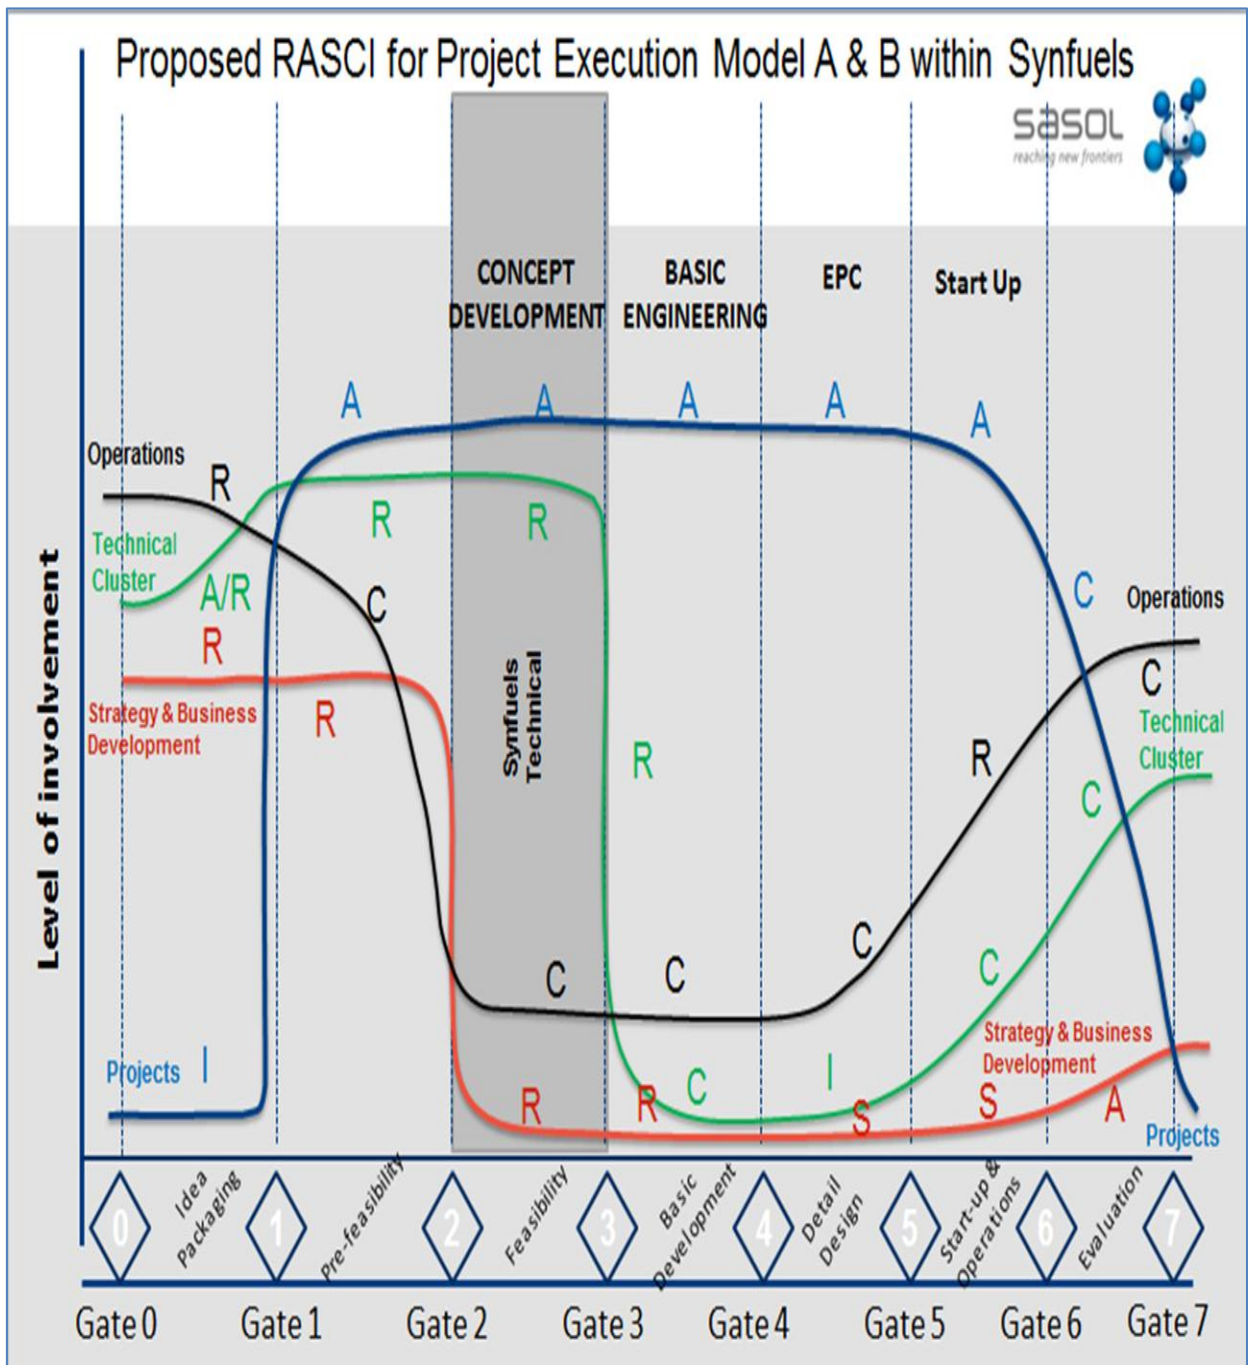 Proposed RASCI for Project Execution Model A & B within Synfuels
sasol
reaching new frontiers
CONCEPT
DEVELOPMENT
BASIC
ENGINEERING
EPC
Start Up
A
A
A
A
A
Operations
R
R
R
Technical
Cluster
A/R
C
C
Operations
R
C
Strategy & Business
Development
R
Synfuels
Technical
R
R
Technical
Cluster
C
Level of involvement
C
C
C
C
Strategy & Business
Development
Projects
I
R
R
C
I
S
S
A
Projects
0
Idea
Packaging
1
Pre-feasibility
2
Feasibility
3
Basic
Development
4
Detail
Design
5
Start-up &
Operations
6
Evaluation
7
Gate 0
Gate 1
Gate 2
Gate 3
Gate 4
Gate 5
Gate 6
Gate 7